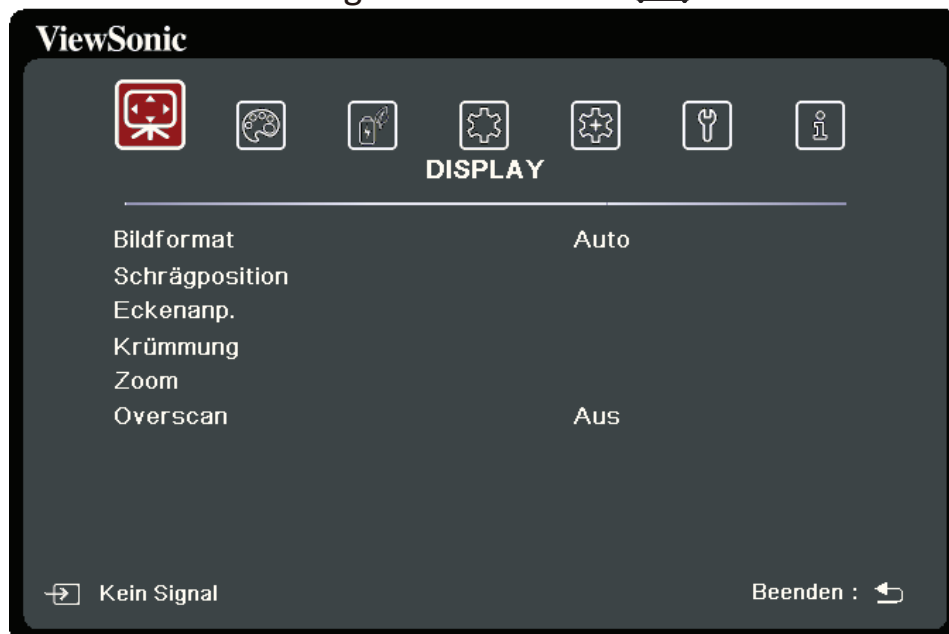 ViewSonic
DISPLAY
Bildformat Auto
Schrägposition
Eckenanp.
Krümmung
Zoom
Overscan Aus
Kein Signal Beenden :